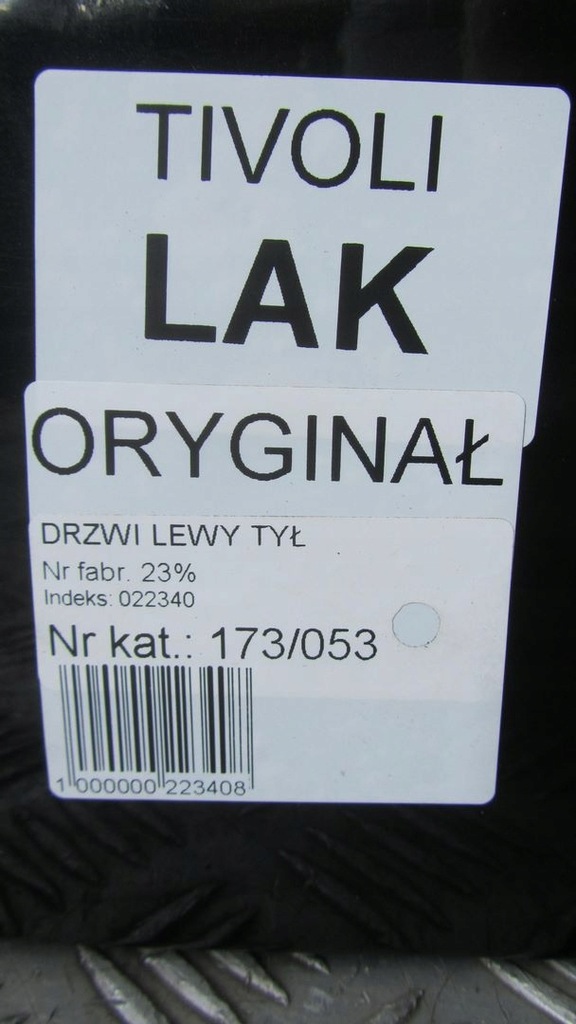 TIVOLI
LAK
ORYGINAŁ
DRZWI LEWY TYŁ
Nr fabr. 23%
Indeks: 022340
Nr kat.: 173/053
1 000000 223408